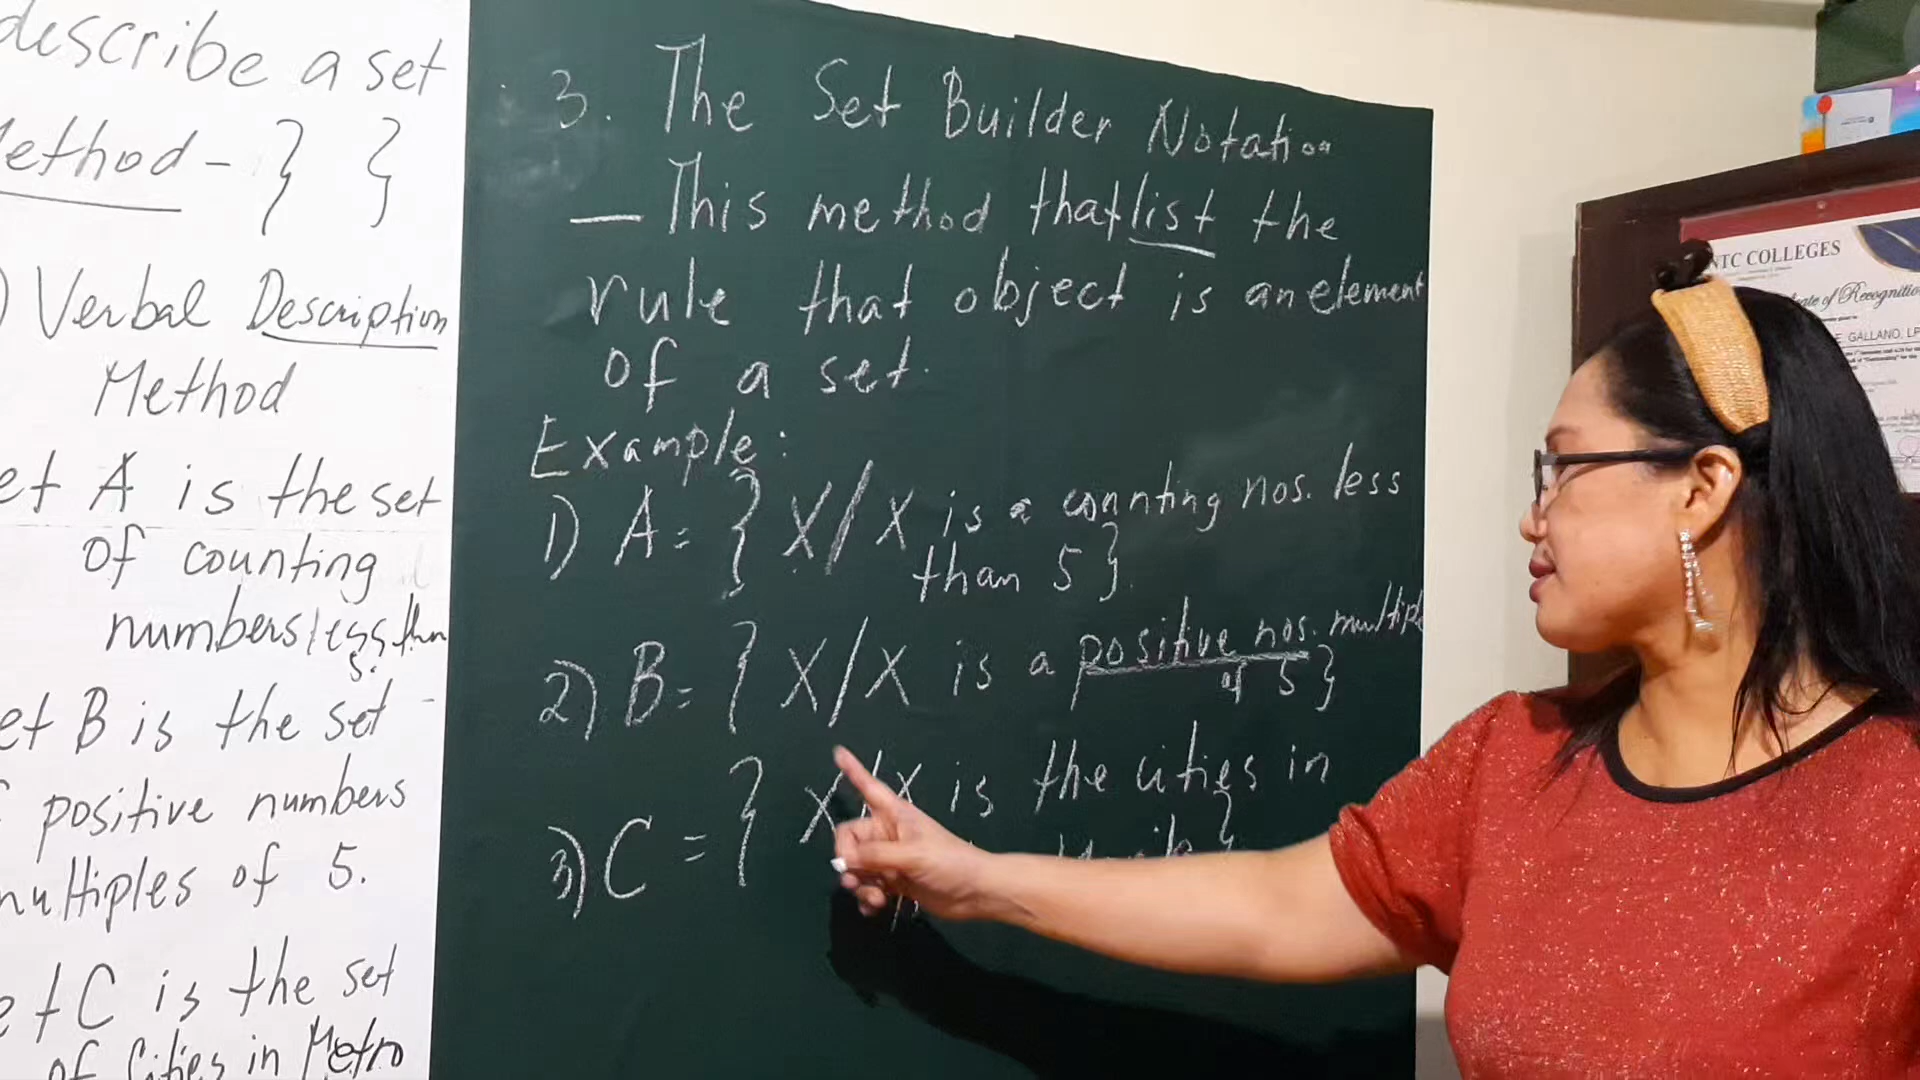 describe a set
ethod - } }
) Verbal Description
Method
et A is the set
of counting
numbers less than
5.
et B is the set
positive numbers
multiples of 5.
et C is the set
of Cities in Metro
3. The Set Builder Notation
— This method that list the
rule that object is an element
of a set.
Example:
1) A = } X/X is a counting nos. less
than 5 }.
2) B = { X/X is a positive nos. multiple
of 5 }
3) C = } X/X is the cities in
}
NTC COLLEGES
ate of Recognition
E GALLANO, LP